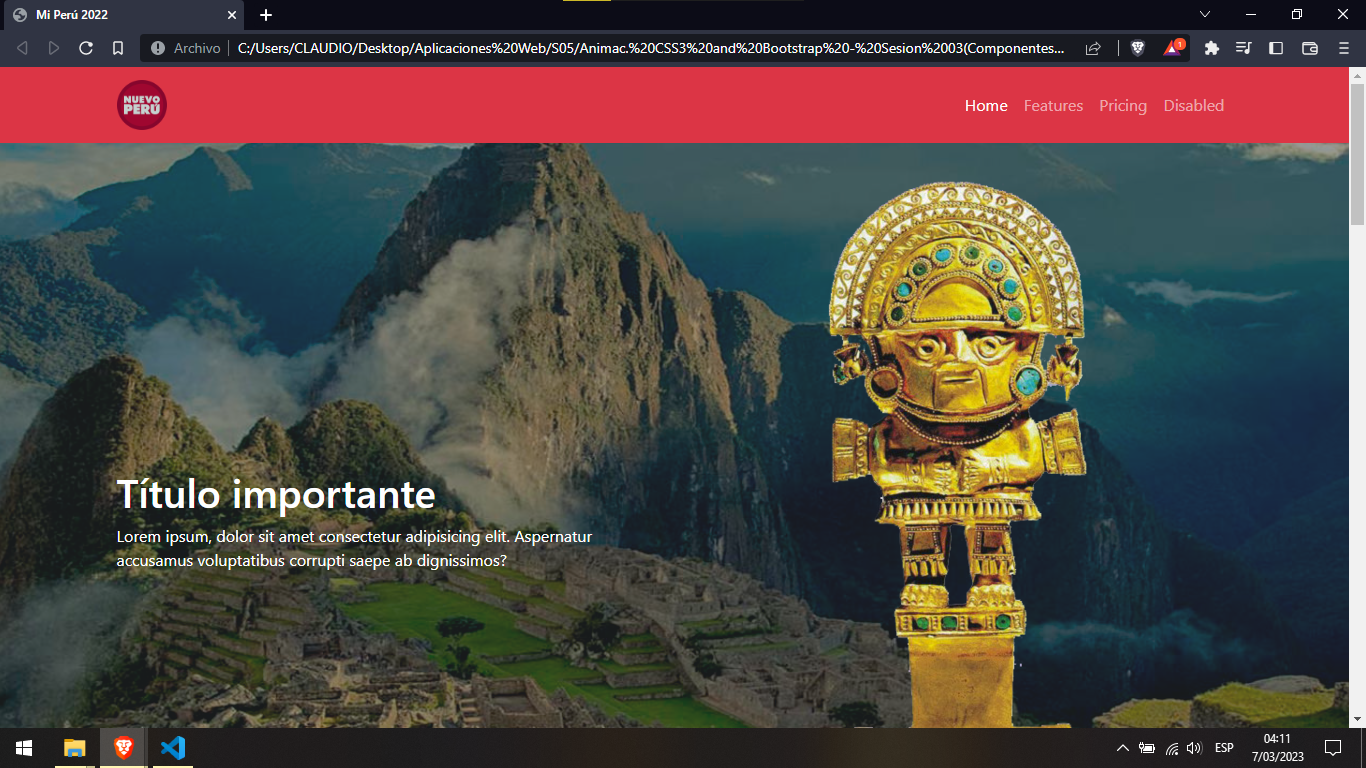 Mi Perú 2022
Archivo
C:/Users/CLAUDIO/Desktop/Aplicaciones%20Web/S05/Animac.%20CSS3%20and%20Bootstrap%20-%20Sesion%2003(Componentes...
1
NUEVO
PERÚ
Home Features Pricing Disabled
Título importante
Lorem ipsum, dolor sit amet consectetur adipisicing elit. Aspernatur
accusamus voluptatibus corrupti saepe ab dignissimos?
ESP
04:11
7/03/2023